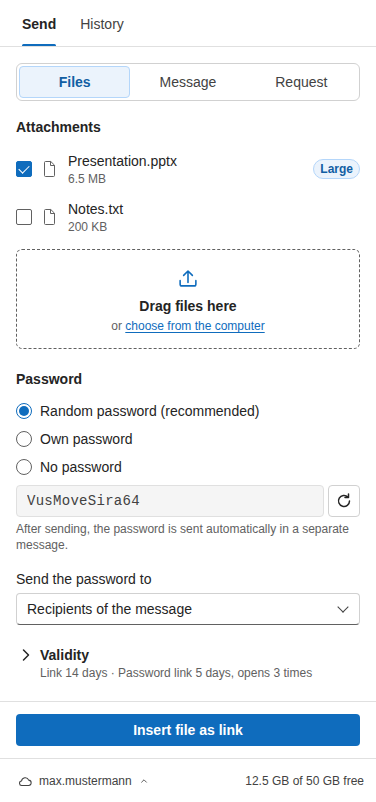 Send History
Files Message Request
Attachments
Presentation.pptx
6.5 MB
Large
Notes.txt
200 KB
Drag files here
or choose from the computer
Password
Random password (recommended)
Own password
No password
VusMoveSira64
After sending, the password is sent automatically in a separate
message.
Send the password to
Recipients of the message
Validity
Link 14 days · Password link 5 days, opens 3 times
Insert file as link
max.mustermann 12.5 GB of 50 GB free